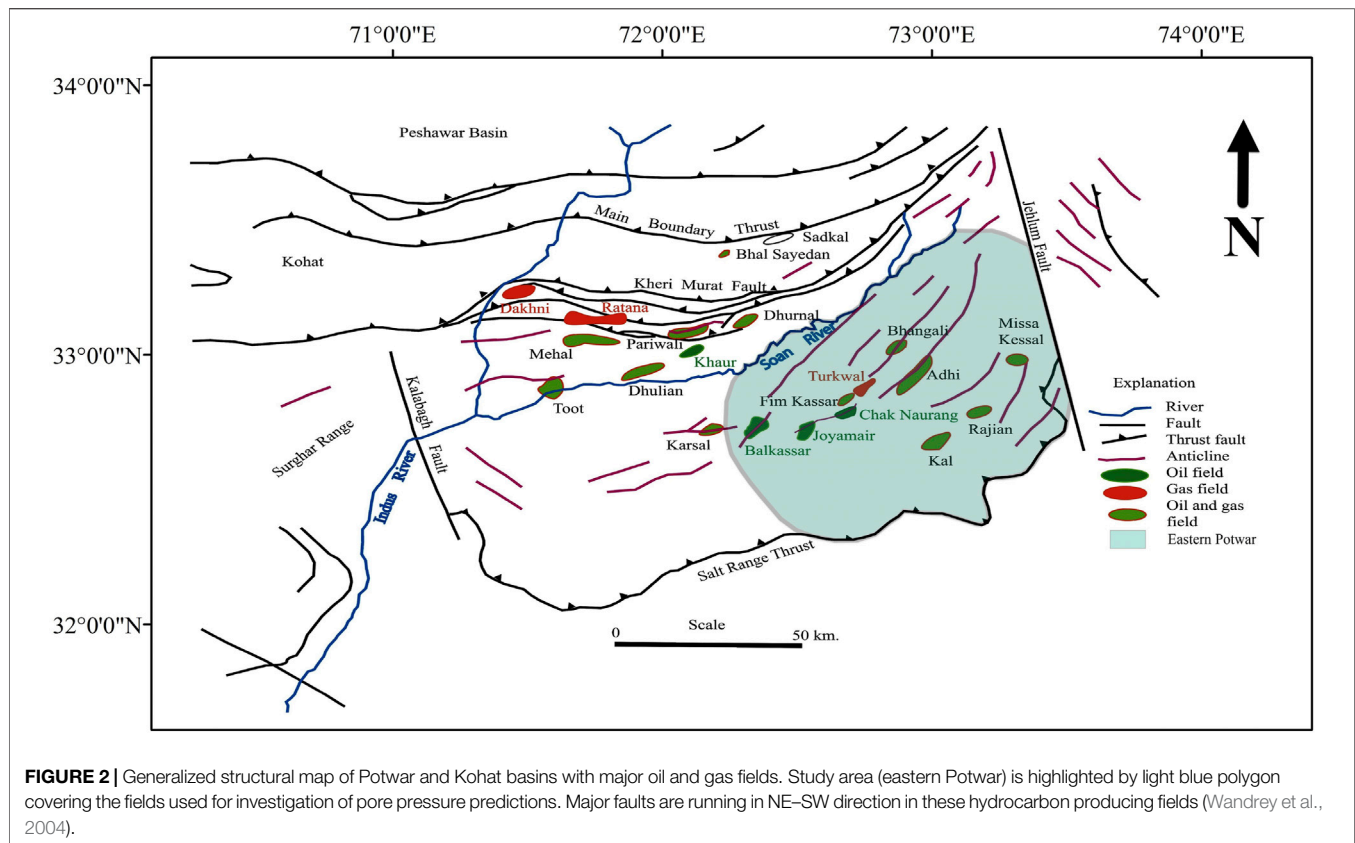 71°0'0"E
72°0'0"E
73°0'0"E
74°0'0"E
34°0'0"N
33°0'0"N
32°0'0"N
Peshawar Basin
Main Boundary Thrust
Sadkal
Bhal Sayedan
Kohat
Kheri Murat Fault
Jehlum Fault
N
Dakhni
Ratana
Dhurnal
Soan River
Mehal
Pariwali
Khaur
Bhangali
Missa
Kessal
Kalabagh Fault
Toot
Dhulian
Turkwal
Adhi
Fim Kassar
Chak Naurang
Surghar Range
Karsal
Balkassar
Joyamair
Rajian
Kal
Indus River
Salt Range Thrust
Explanation
River
Fault
Thrust fault
Anticline
Oil field
Gas field
Oil and gas
field
Eastern Potwar
Scale
0 50 km.
FIGURE 2 | Generalized structural map of Potwar and Kohat basins with major oil and gas fields. Study area (eastern Potwar) is highlighted by light blue polygon
covering the fields used for investigation of pore pressure predictions. Major faults are running in NE–SW direction in these hydrocarbon producing fields (Wandrey et al.,
2004).